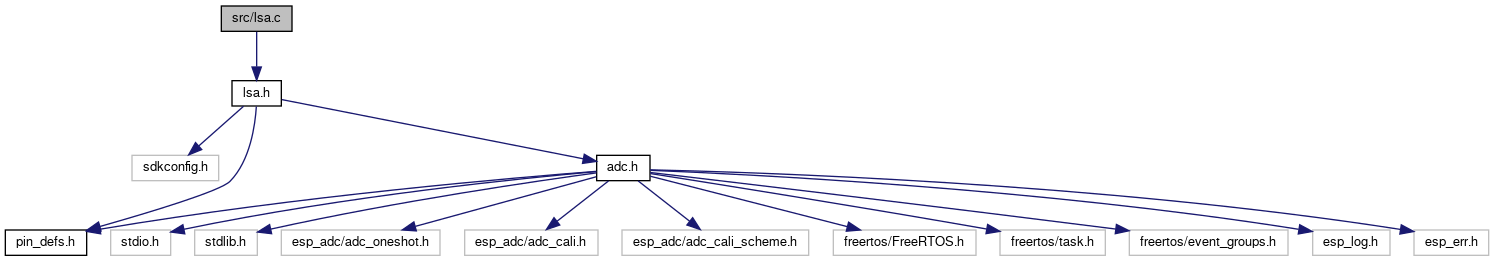 src/lsa.c
lsa.h
sdkconfig.h
adc.h
pin_defs.h
stdio.h
stdlib.h
esp_adc/adc_oneshot.h
esp_adc/adc_cali.h
esp_adc/adc_cali_scheme.h
freertos/FreeRTOS.h
freertos/task.h
freertos/event_groups.h
esp_log.h
esp_err.h